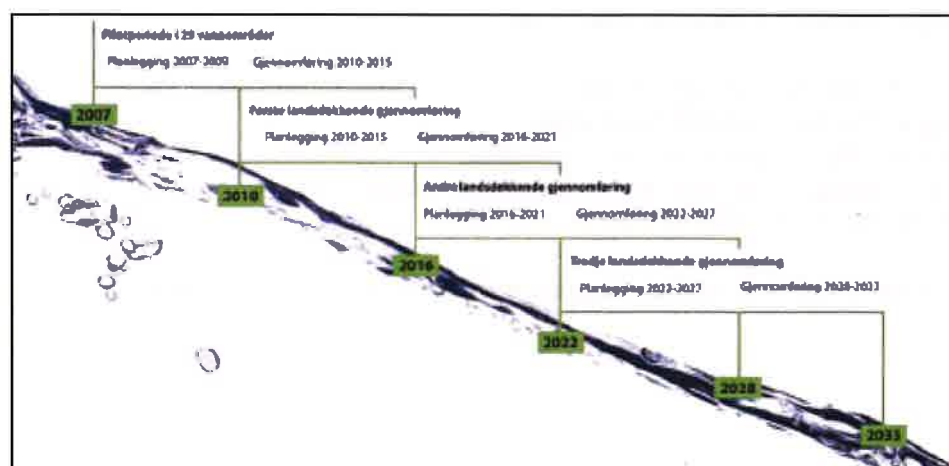 Pilotperiode i 29 vannområder
Planlegging 2007-2009 Gjennomføring 2010-2015
2007
Første landsdekkende gjennomføring
Planlegging 2010-2015 Gjennomføring 2016-2021
2010
Andre landsdekkende gjennomføring
Planlegging 2016-2021 Gjennomføring 2022-2027
2016
Tredje landsdekkende gjennomføring
Planlegging 2022-2027 Gjennomføring 2028-2033
2022
2028
2033